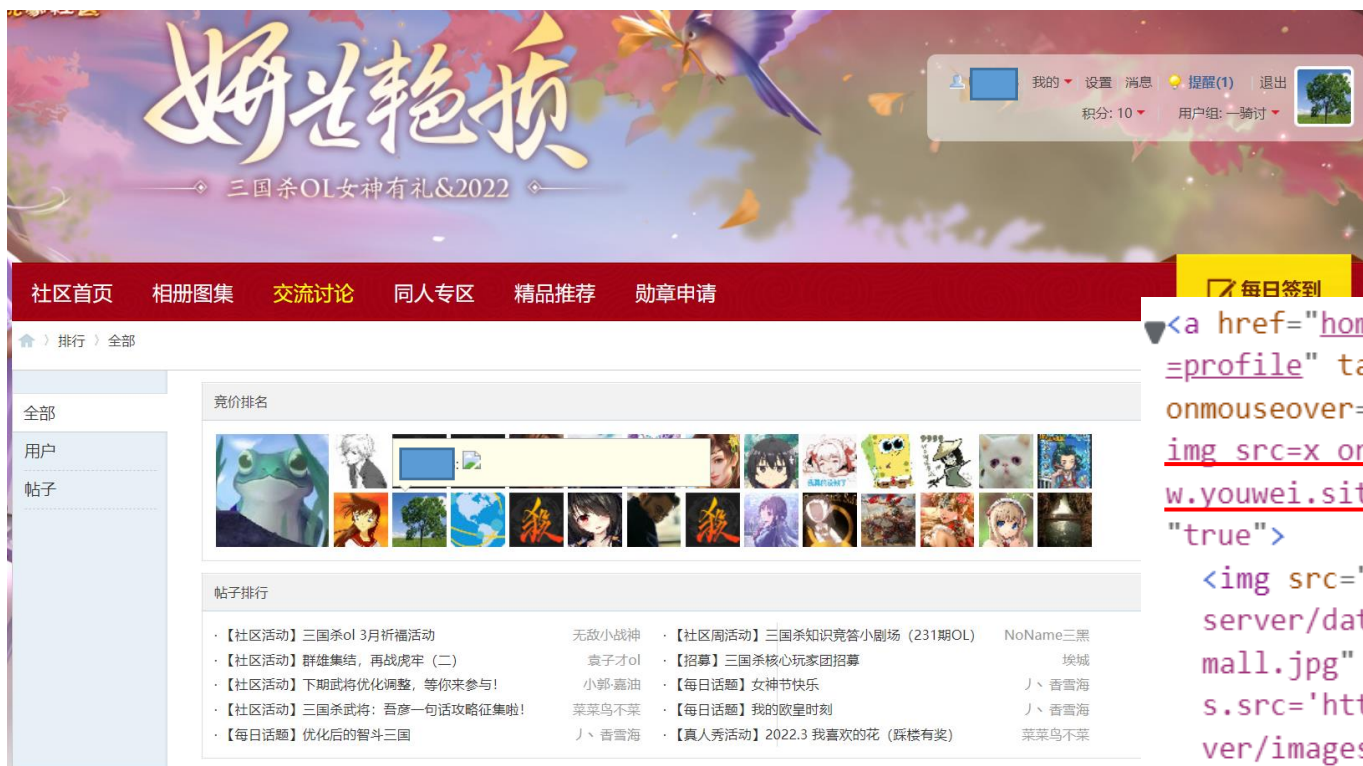 妍选艳质
三国杀OL女神有礼&2022
我的 设置 消息 提醒(1) 退出
积分: 10 用户组: 一骑讨
社区首页 相册图集 交流讨论 同人专区 精品推荐 勋章申请
每日签到
排行 〉 全部
全部
用户
帖子
竞价排名
:
帖子排行
· 【社区活动】三国杀ol 3月祈福活动 无敌小战神
· 【社区活动】群雄集结，再战虎牢（二） 袁子才ol
· 【社区活动】下期武将优化调整，等你来参与！ 小郭·嘉油
· 【社区活动】三国杀武将：吾彦一句话攻略征集啦！ 菜菜鸟不菜
· 【每日话题】优化后的智斗三国 丿丶香雪海
· 【社区周活动】三国杀知识竞答小剧场（231期OL） NoName三黑
· 【招募】三国杀核心玩家团招募 埃城
· 【每日话题】女神节快乐 丿丶香雪海
· 【每日话题】我的欧皇时刻 丿丶香雪海
· 【真人秀活动】2022.3 我喜欢的花（踩楼有奖） 菜菜鸟不菜
<a href="hom
=profile" ta
onmouseover=
img src=x or
w.youwei.sit
"true">
<img src="
server/dat
mall.jpg"
s.src='htt
ver/images